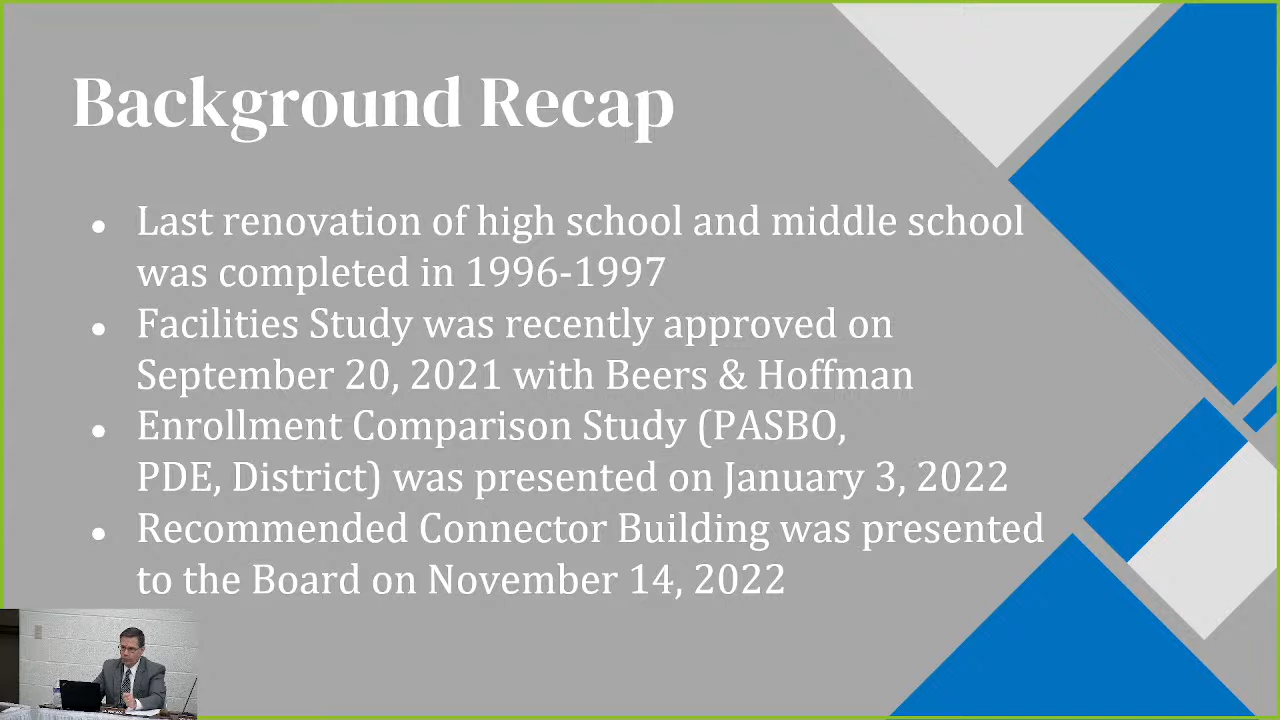 Background Recap
● Last renovation of high school and middle school
was completed in 1996-1997
● Facilities Study was recently approved on
September 20, 2021 with Beers & Hoffman
● Enrollment Comparison Study (PASBO,
PDE, District) was presented on January 3, 2022
● Recommended Connector Building was presented
to the Board on November 14, 2022